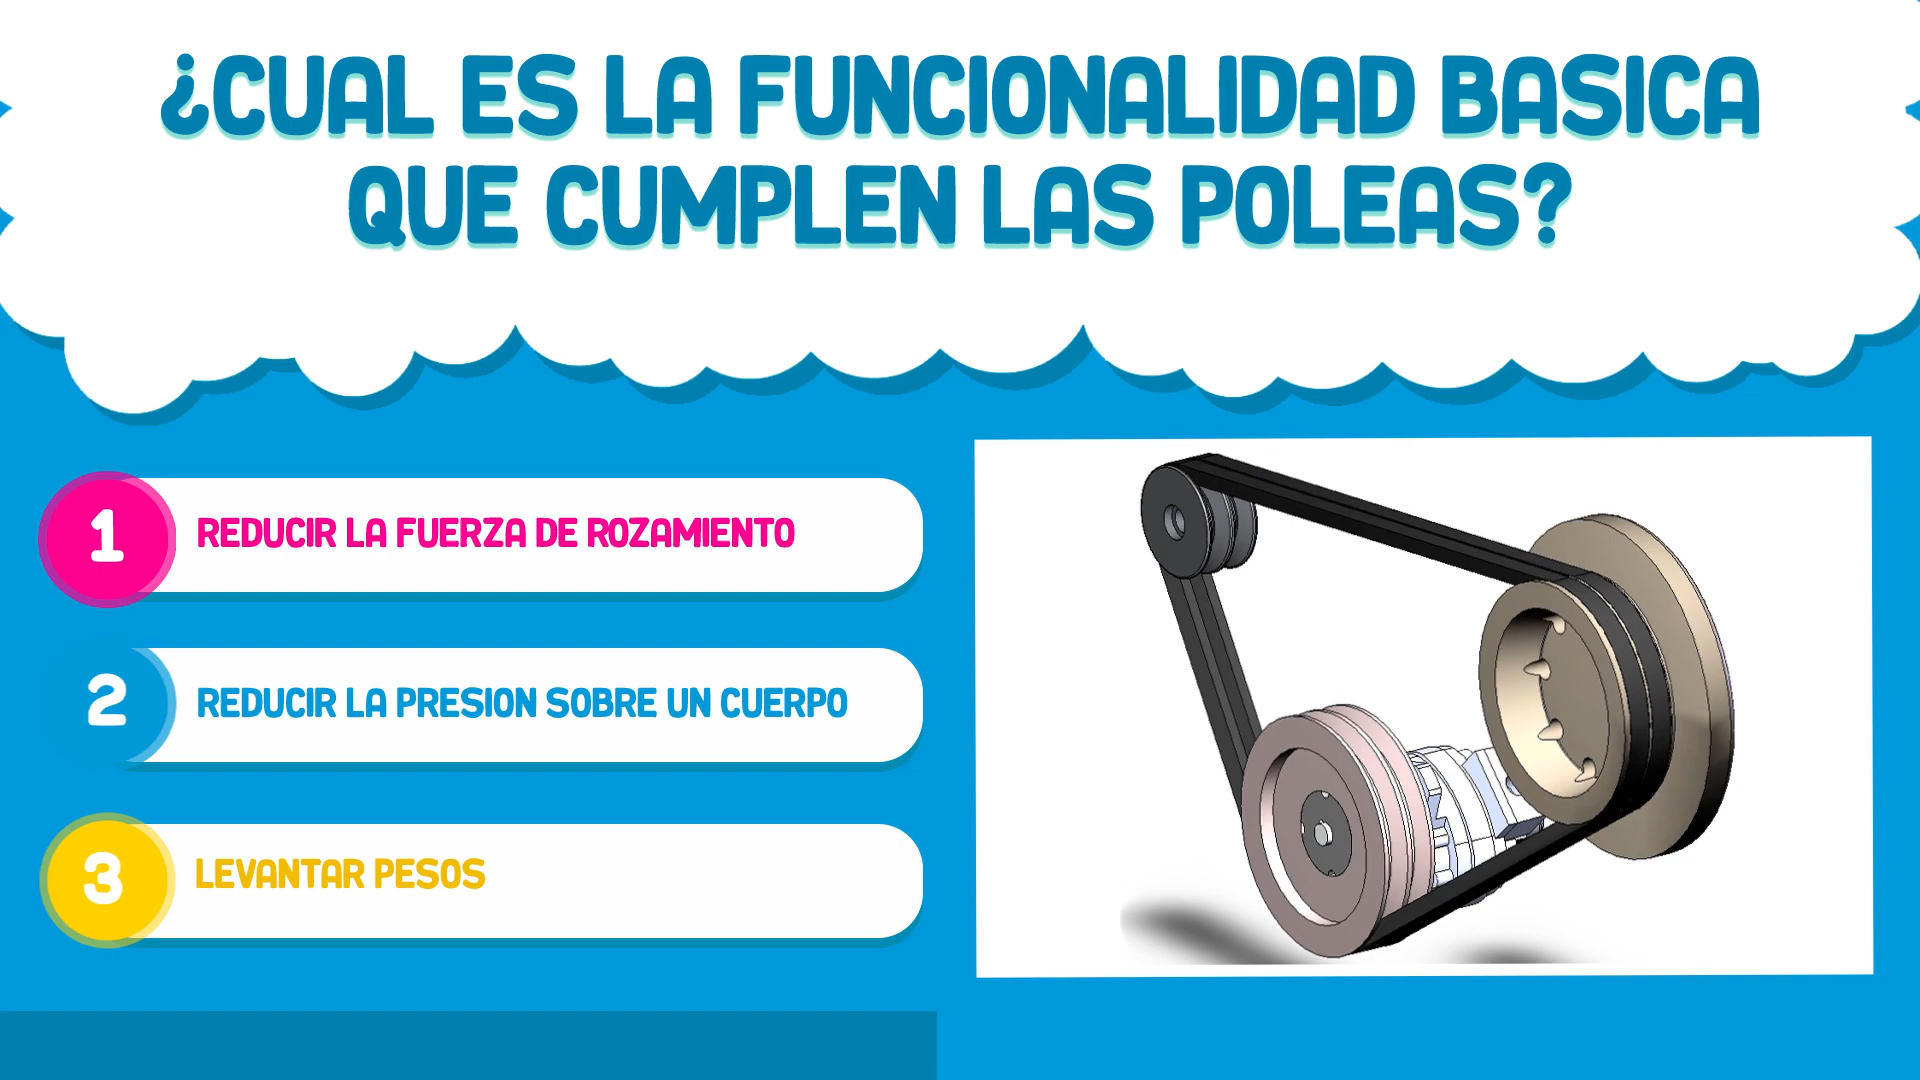 ¿CUAL ES LA FUNCIONALIDAD BASICA
QUE CUMPLEN LAS POLEAS?
1 REDUCIR LA FUERZA DE ROZAMIENTO
2 REDUCIR LA PRESION SOBRE UN CUERPO
3 LEVANTAR PESOS